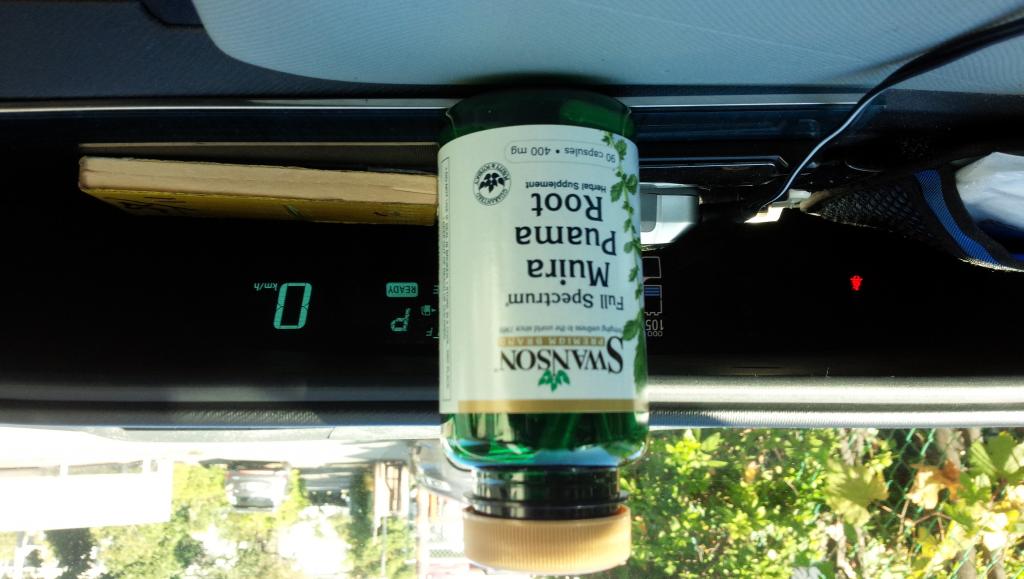 SWANSON
PREMIUM BRAND
Full Spectrum®
Muira
Puama
Root
Herbal Supplement
90 capsules • 400 mg
0
km/h
READY